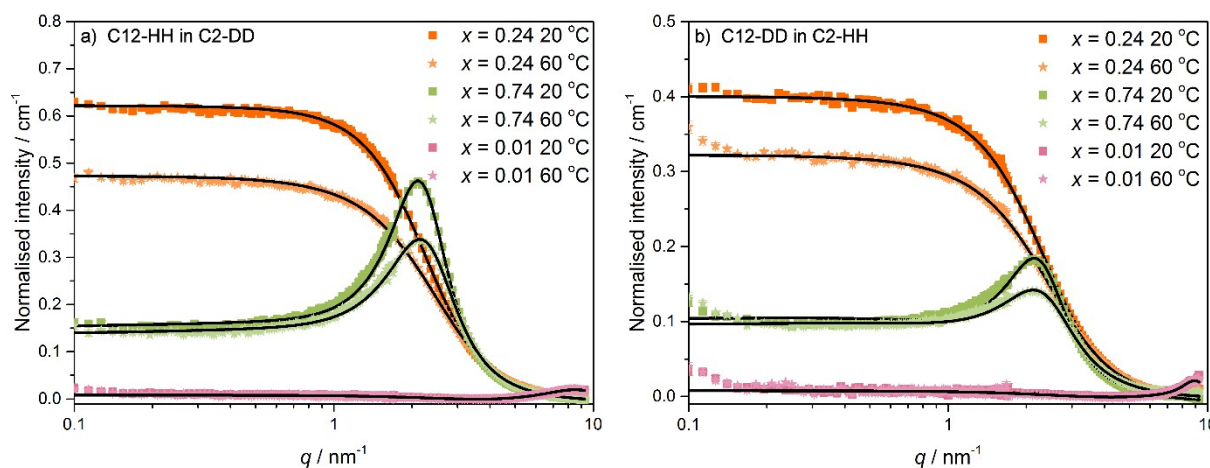 a) C12-HH in C2-DD
x = 0.24 20 °C
x = 0.24 60 °C
x = 0.74 20 °C
x = 0.74 60 °C
x = 0.01 20 °C
x = 0.01 60 °C
0.8
0.7
0.6
0.5
0.4
0.3
0.2
0.1
0.0
Normalised intensity / cm⁻¹
0.1
1
10
q / nm⁻¹
b) C12-DD in C2-HH
x = 0.24 20 °C
x = 0.24 60 °C
x = 0.74 20 °C
x = 0.74 60 °C
x = 0.01 20 °C
x = 0.01 60 °C
0.5
0.4
0.3
0.2
0.1
0.0
Normalised intensity / cm⁻¹
0.1
1
10
q / nm⁻¹